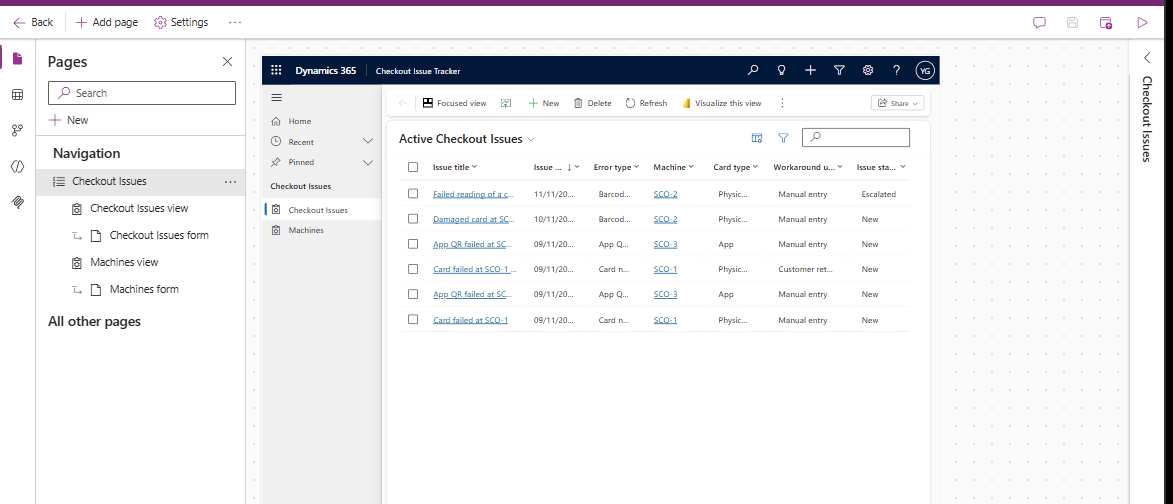 Back
Add page
Settings
Pages
Search
New
Navigation
Checkout Issues
Checkout Issues view
Checkout Issues form
Machines view
Machines form
All other pages
Dynamics 365
Checkout Issue Tracker
YG
Home
Recent
Pinned
Checkout Issues
Checkout Issues
Machines
Focused view
New
Delete
Refresh
Visualize this view
Share
Active Checkout Issues
Issue title Issue ... Error type Machine Card type Workaround u... Issue sta...
Failed reading of a c... 11/11/20... Barcod... SCO-2 Physic... Manual entry Escalated
Damaged card at SC... 10/11/20... Barcod... SCO-2 Physic... Manual entry New
App QR failed at SC... 09/11/20... App Q... SCO-3 App Manual entry New
Card failed at SCO-1 ... 09/11/20... Card n... SCO-1 Physic... Customer ret... New
App QR failed at SC... 09/11/20... App Q... SCO-3 App Manual entry New
Card failed at SCO-1 09/11/20... Card n... SCO-1 Physic... Manual entry New
Checkout Issues